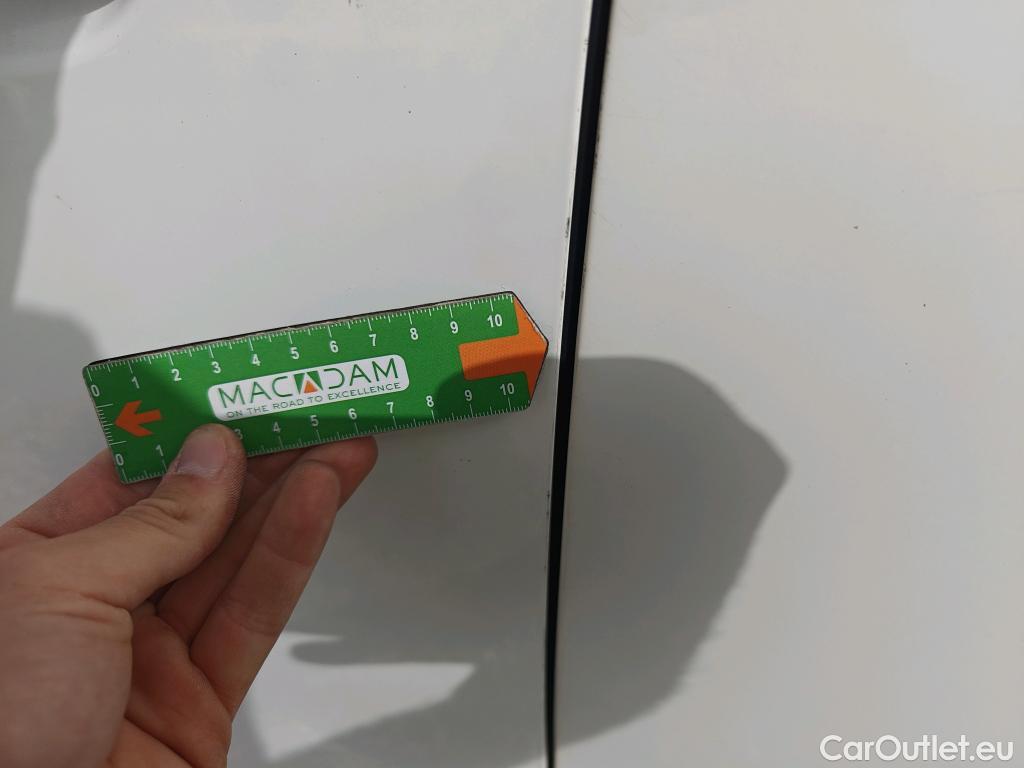 0 1 2 3 4 5 6 7 8 9 10
MACADAM
ON THE ROAD TO EXCELLENCE
0 1 3 4 5 6 7 8 9 10
CarOutlet.eu